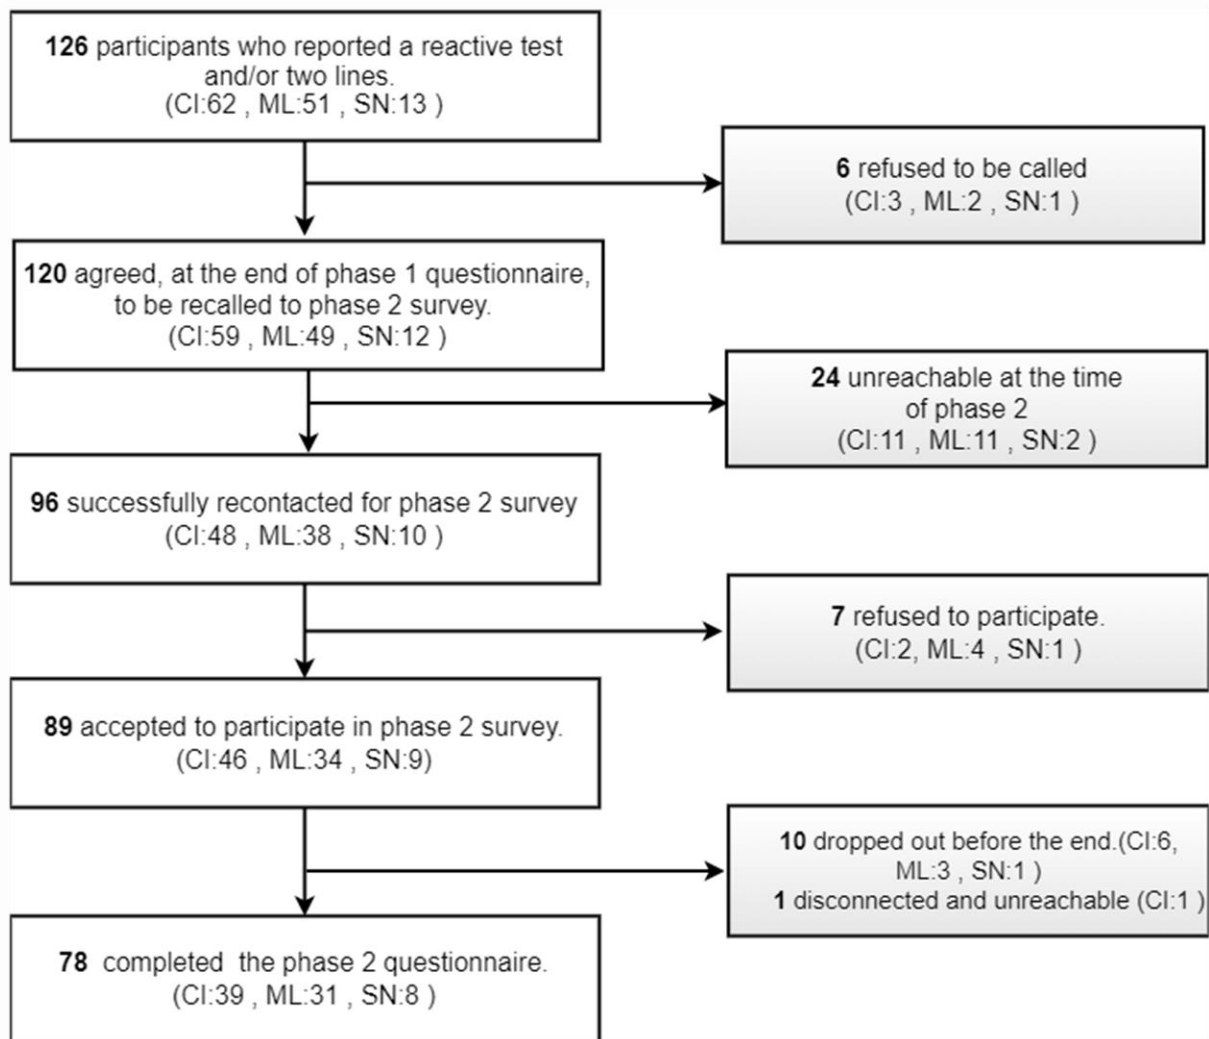 126 participants who reported a reactive test
and/or two lines.
(CI:62 , ML:51 , SN:13 )
6 refused to be called
(CI:3 , ML:2 , SN:1 )
120 agreed, at the end of phase 1 questionnaire,
to be recalled to phase 2 survey.
(CI:59 , ML:49 , SN:12 )
24 unreachable at the time
of phase 2
(CI:11 , ML:11 , SN:2 )
96 successfully recontacted for phase 2 survey
(CI:48 , ML:38 , SN:10 )
7 refused to participate.
(CI:2, ML:4 , SN:1 )
89 accepted to participate in phase 2 survey.
(CI:46 , ML:34 , SN:9)
10 dropped out before the end.(CI:6,
ML:3 , SN:1 )
1 disconnected and unreachable (CI:1 )
78 completed the phase 2 questionnaire.
(CI:39 , ML:31 , SN:8 )